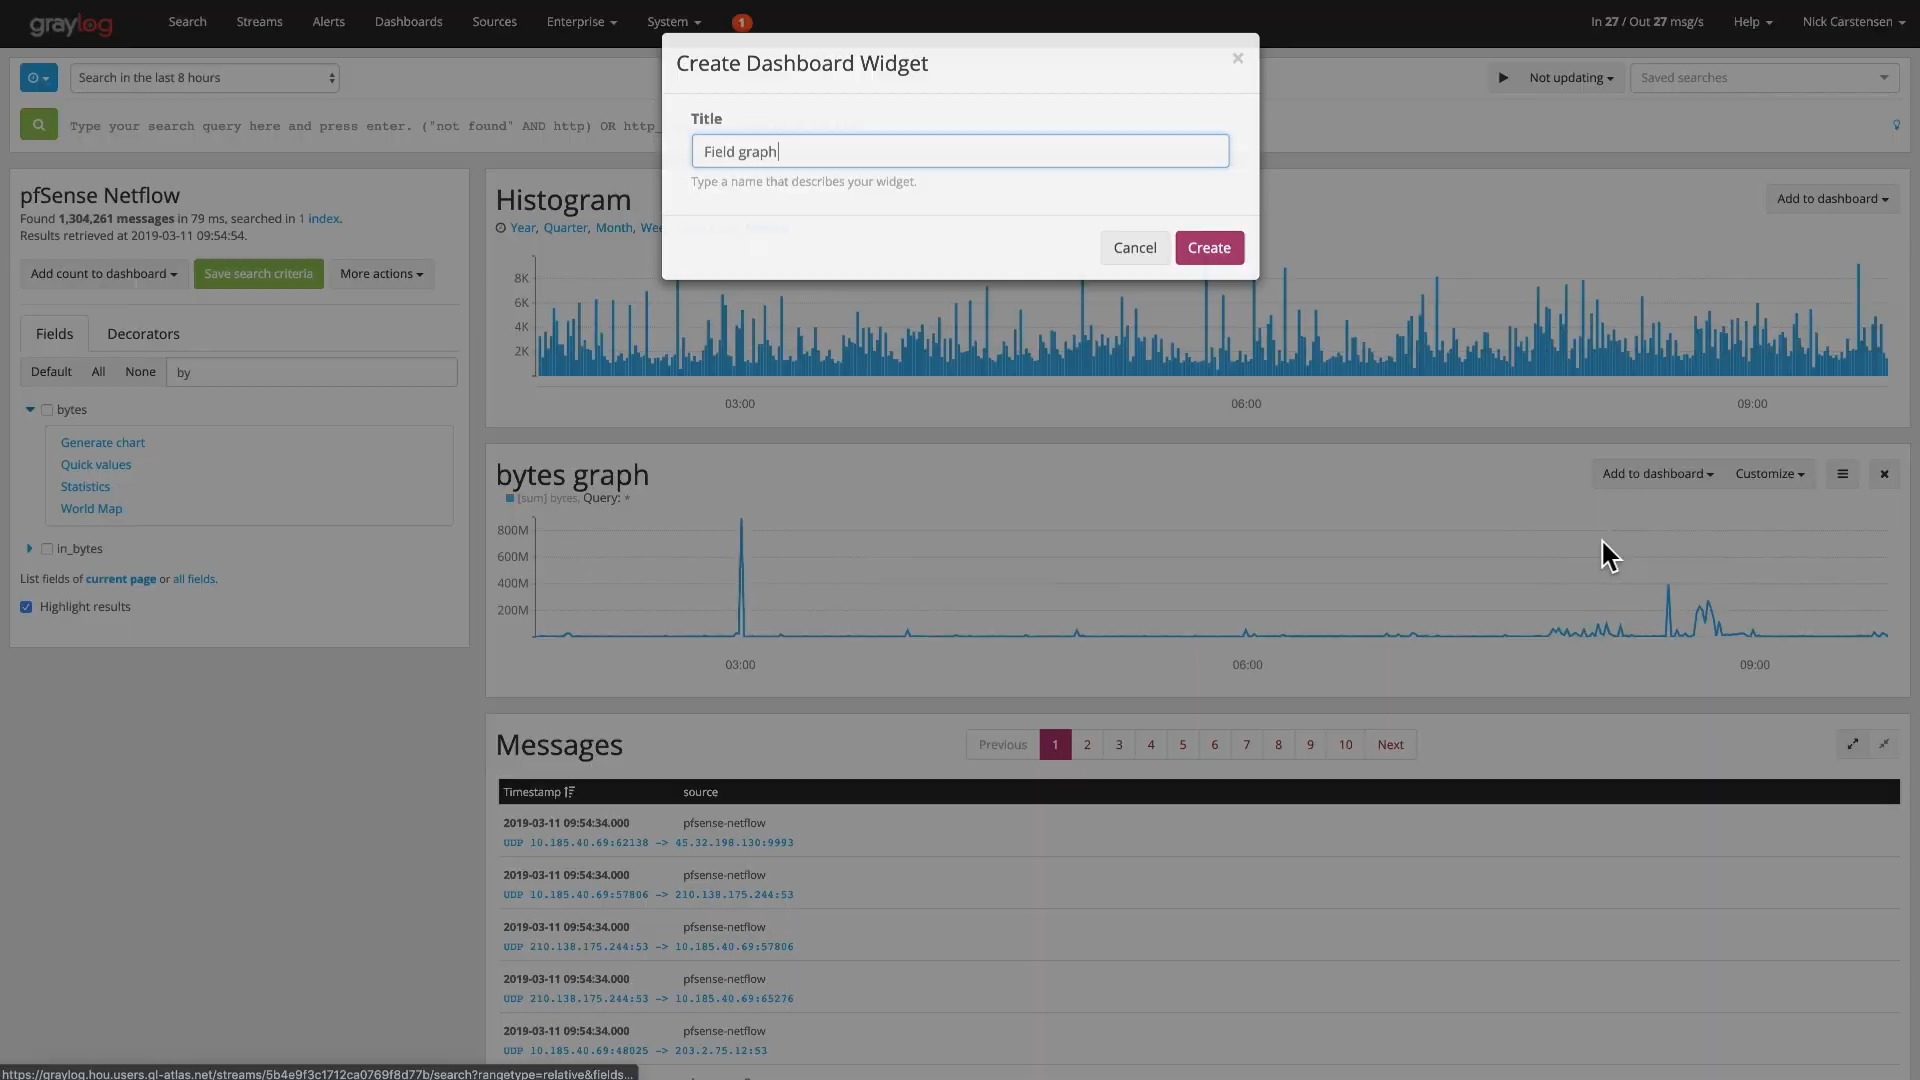 graylog
Search Streams Alerts Dashboards Sources Enterprise System 1 In 27 / Out 27 msg/s Help Nick Carstensen
Create Dashboard Widget ×
Search in the last 8 hours
Not updating Saved searches
Type your search query here and press enter. ("not found" AND http) OR http_
Title
Field graph
Type a name that describes your widget.
Cancel Create
pfSense Netflow
Found 1,304,261 messages in 79 ms, searched in 1 index.
Results retrieved at 2019-03-11 09:54:54.
Add count to dashboard Save search criteria More actions
Fields Decorators
Default All None by
bytes
Generate chart
Quick values
Statistics
World Map
in_bytes
List fields of current page or all fields.
Highlight results
Histogram
Add to dashboard
Year, Quarter, Month, Wee
8K
6K
4K
2K
03:00 06:00 09:00
bytes graph
Add to dashboard Customize
[sum] bytes, Query: *
800M
600M
400M
200M
03:00 06:00 09:00
Messages
Previous 1 2 3 4 5 6 7 8 9 10 Next
Timestamp source
2019-03-11 09:54:34.000 pfsense-netflow
UDP 10.185.40.69:62138 -> 45.32.198.130:9993
2019-03-11 09:54:34.000 pfsense-netflow
UDP 10.185.40.69:57806 -> 210.138.175.244:53
2019-03-11 09:54:34.000 pfsense-netflow
UDP 210.138.175.244:53 -> 10.185.40.69:57806
2019-03-11 09:54:34.000 pfsense-netflow
UDP 210.138.175.244:53 -> 10.185.40.69:65276
2019-03-11 09:54:34.000 pfsense-netflow
UDP 10.185.40.69:48025 -> 203.2.75.12:53
https://graylog.hou.users.gl-atlas.net/streams/5b4e9f3c1712ca0769f8d77b/search?rangetype=relative&fields...